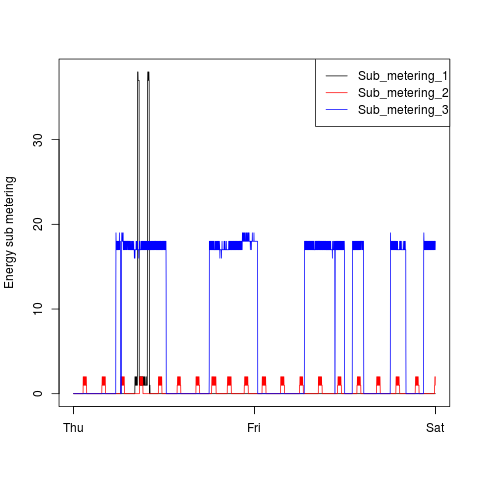 Sub_metering_1
Sub_metering_2
Sub_metering_3
Energy sub metering
30
20
10
0
Thu
Fri
Sat